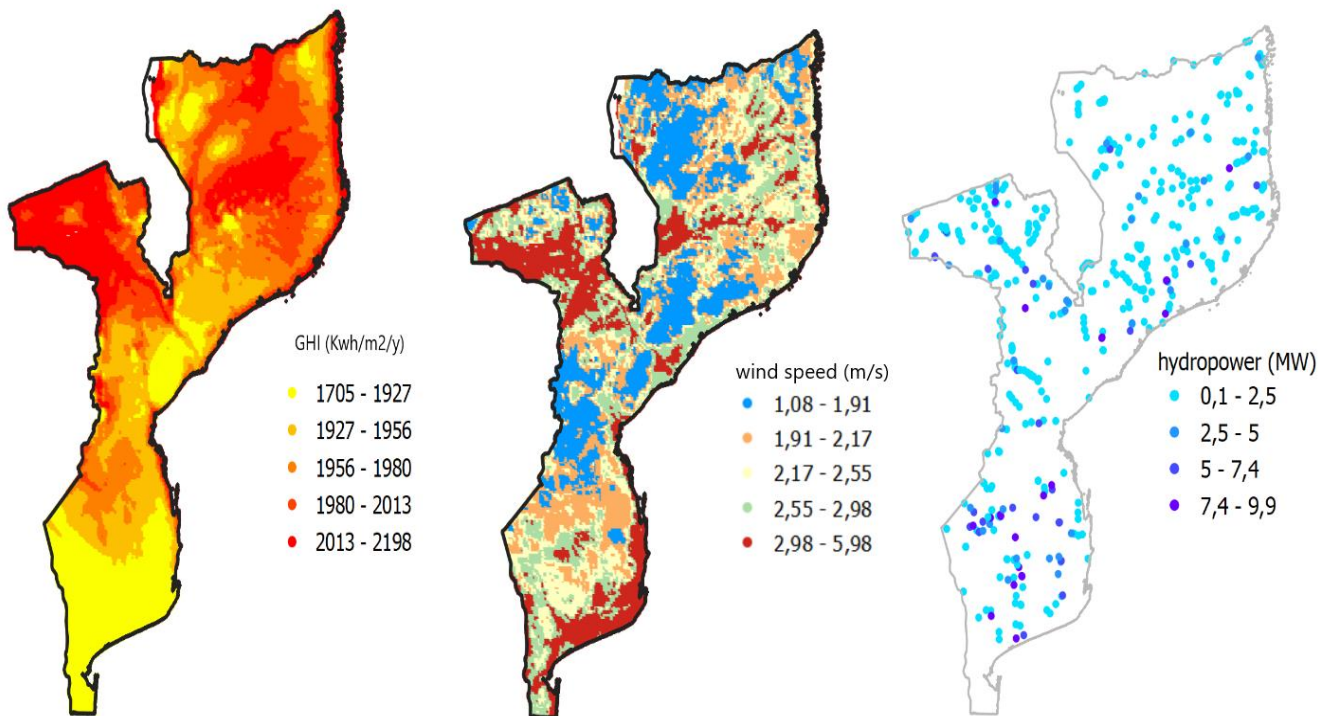 GHI (Kwh/m2/y)
1705 - 1927
1927 - 1956
1956 - 1980
1980 - 2013
2013 - 2198
wind speed (m/s)
1,08 - 1,91
1,91 - 2,17
2,17 - 2,55
2,55 - 2,98
2,98 - 5,98
hydropower (MW)
0,1 - 2,5
2,5 - 5
5 - 7,4
7,4 - 9,9